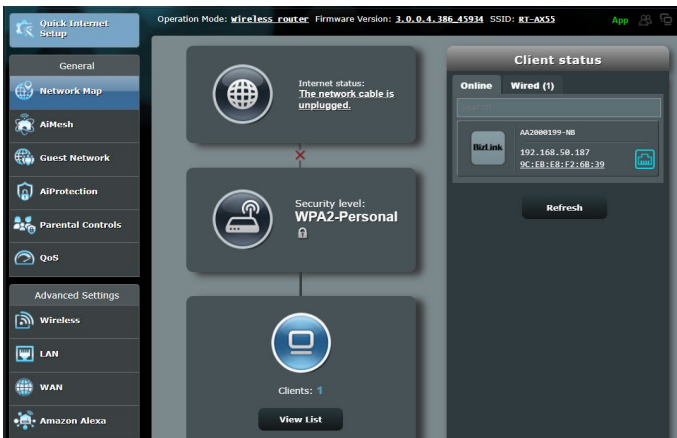 Quick Internet
Setup
Operation Mode: Wireless router Firmware Version: 3.0.0.4.386_45934 SSID: RT-AX55
App
General
Network Map
AiMesh
Guest Network
AiProtection
Parental Controls
QoS
Advanced Settings
Wireless
LAN
WAN
Amazon Alexa
Internet status:
The network cable is
unplugged.
Security level:
WPA2-Personal
Clients: 1
View List
Client status
Online Wired (1)
Search
AA2000199-NB
BizLink
192.168.50.187
9C:EB:E8:F2:6B:39
Refresh